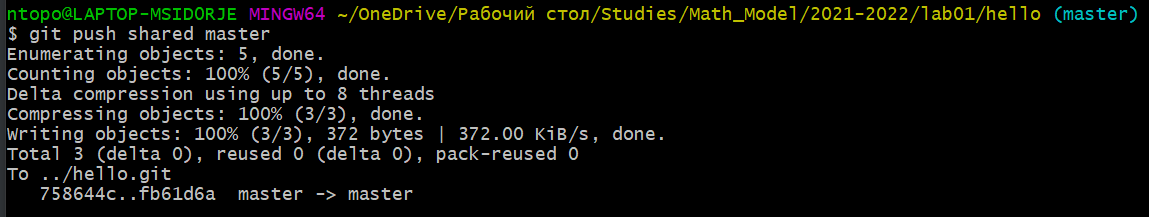 ntopo@LAPTOP-MSIDORJE MINGW64 ~/OneDrive/Рабочий стол/Studies/Math_Model/2021-2022/lab01/hello (master)
$ git push shared master
Enumerating objects: 5, done.
Counting objects: 100% (5/5), done.
Delta compression using up to 8 threads
Compressing objects: 100% (3/3), done.
Writing objects: 100% (3/3), 372 bytes | 372.00 KiB/s, done.
Total 3 (delta 0), reused 0 (delta 0), pack-reused 0
To ../hello.git
   758644c..fb61d6a  master -> master